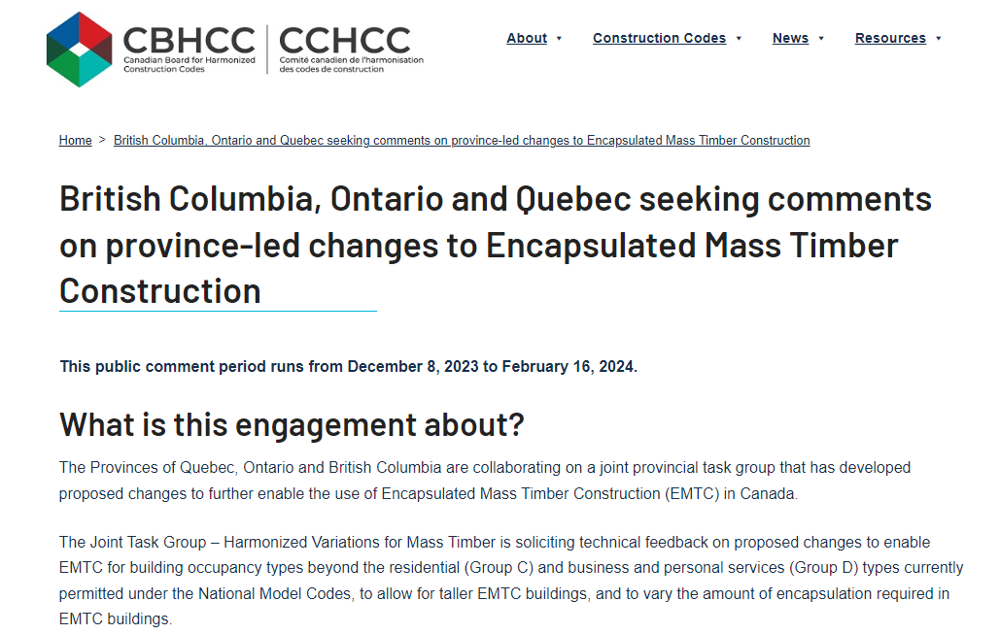 CBHCC
Canadian Board for Harmonized
Construction Codes
CCHCC
Comité canadien de l'harmonisation
des codes de construction
About
Construction Codes
News
Resources
Home > British Columbia, Ontario and Quebec seeking comments on province-led changes to Encapsulated Mass Timber Construction
British Columbia, Ontario and Quebec seeking comments
on province-led changes to Encapsulated Mass Timber
Construction
This public comment period runs from December 8, 2023 to February 16, 2024.
What is this engagement about?
The Provinces of Quebec, Ontario and British Columbia are collaborating on a joint provincial task group that has developed
proposed changes to further enable the use of Encapsulated Mass Timber Construction (EMTC) in Canada.
The Joint Task Group – Harmonized Variations for Mass Timber is soliciting technical feedback on proposed changes to enable
EMTC for building occupancy types beyond the residential (Group C) and business and personal services (Group D) types currently
permitted under the National Model Codes, to allow for taller EMTC buildings, and to vary the amount of encapsulation required in
EMTC buildings.